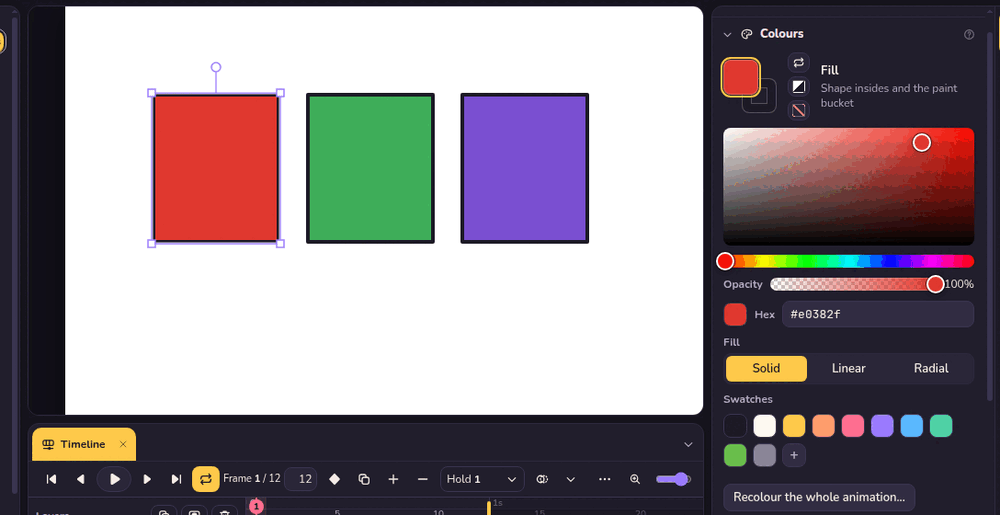 Colours
Fill
Shape insides and the paint
bucket
Opacity
100%
Hex
#e0382f
Fill
Solid
Linear
Radial
Swatches
Recolour the whole animation...
Timeline
Frame 1 / 12
12
Hold 1
1
5
10
1s
15
20